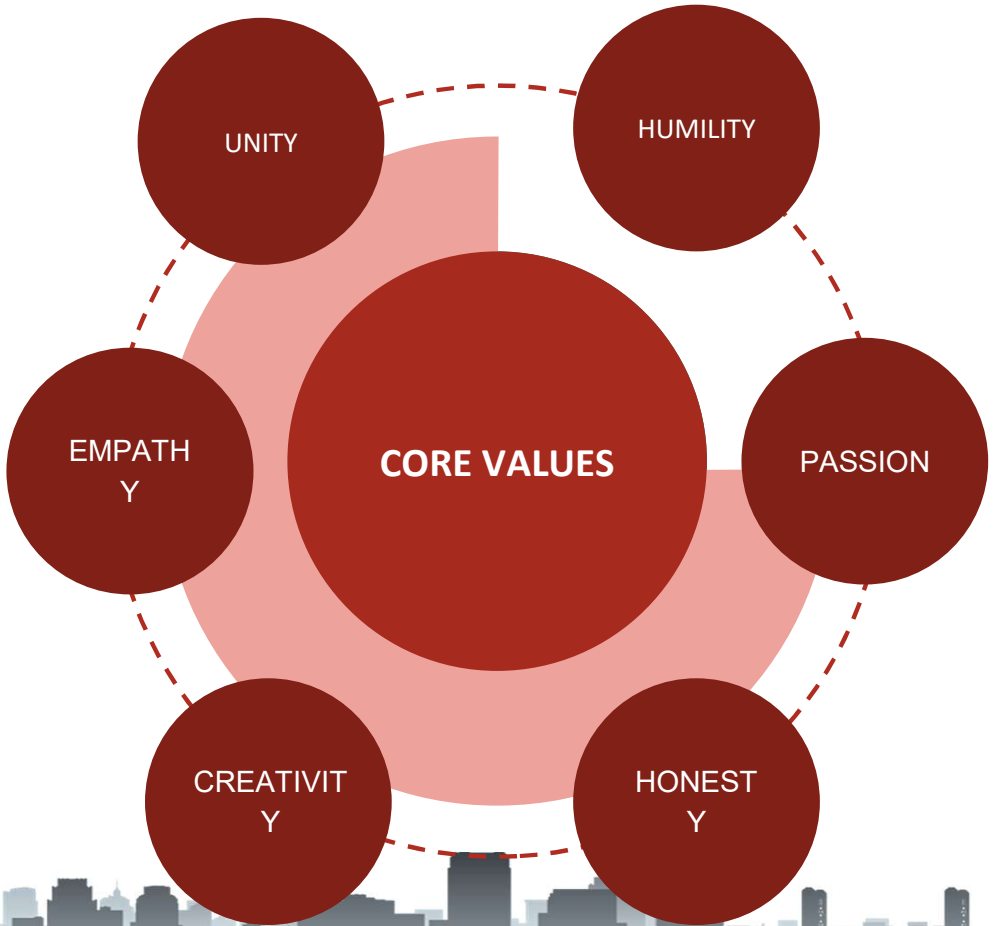 UNITY
HUMILITY
EMPATH
Y
CORE VALUES
PASSION
CREATIVIT
Y
HONEST
Y